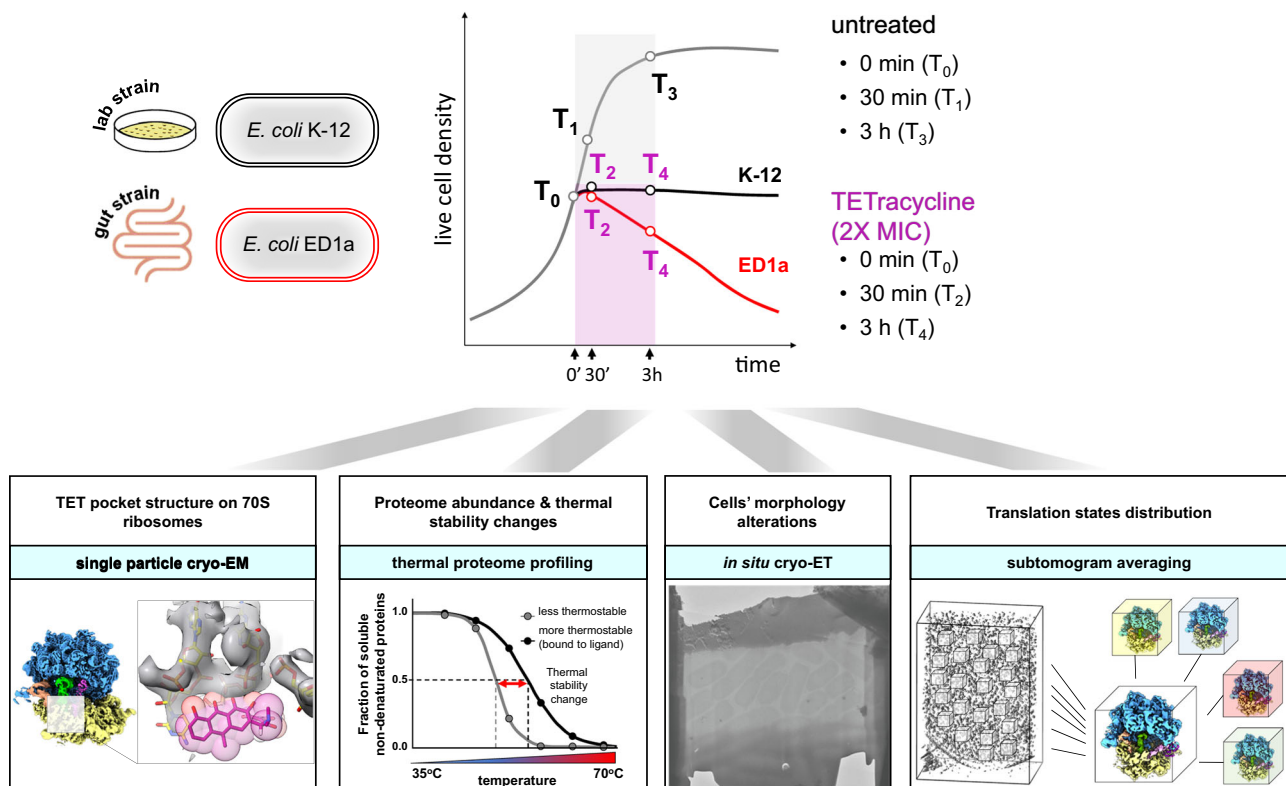 lab strain
E. coli K-12
gut strain
E. coli ED1a
live cell density
T0
T1
T2
T2
T3
T4
T4
K-12
ED1a
0’ 30’ 3h
time
untreated
• 0 min (T0)
• 30 min (T1)
• 3 h (T3)
TETracycline
(2X MIC)
• 0 min (T0)
• 30 min (T2)
• 3 h (T4)
TET pocket structure on 70S
ribosomes
single particle cryo-EM
Proteome abundance & thermal
stability changes
thermal proteome profiling
Fraction of soluble
non-denaturated proteins
1.0
0.5
0.0
less thermostable
more thermostable
(bound to ligand)
Thermal
stability
change
35ºC
temperature
70ºC
Cells’ morphology
alterations
in situ cryo-ET
Translation states distribution
subtomogram averaging